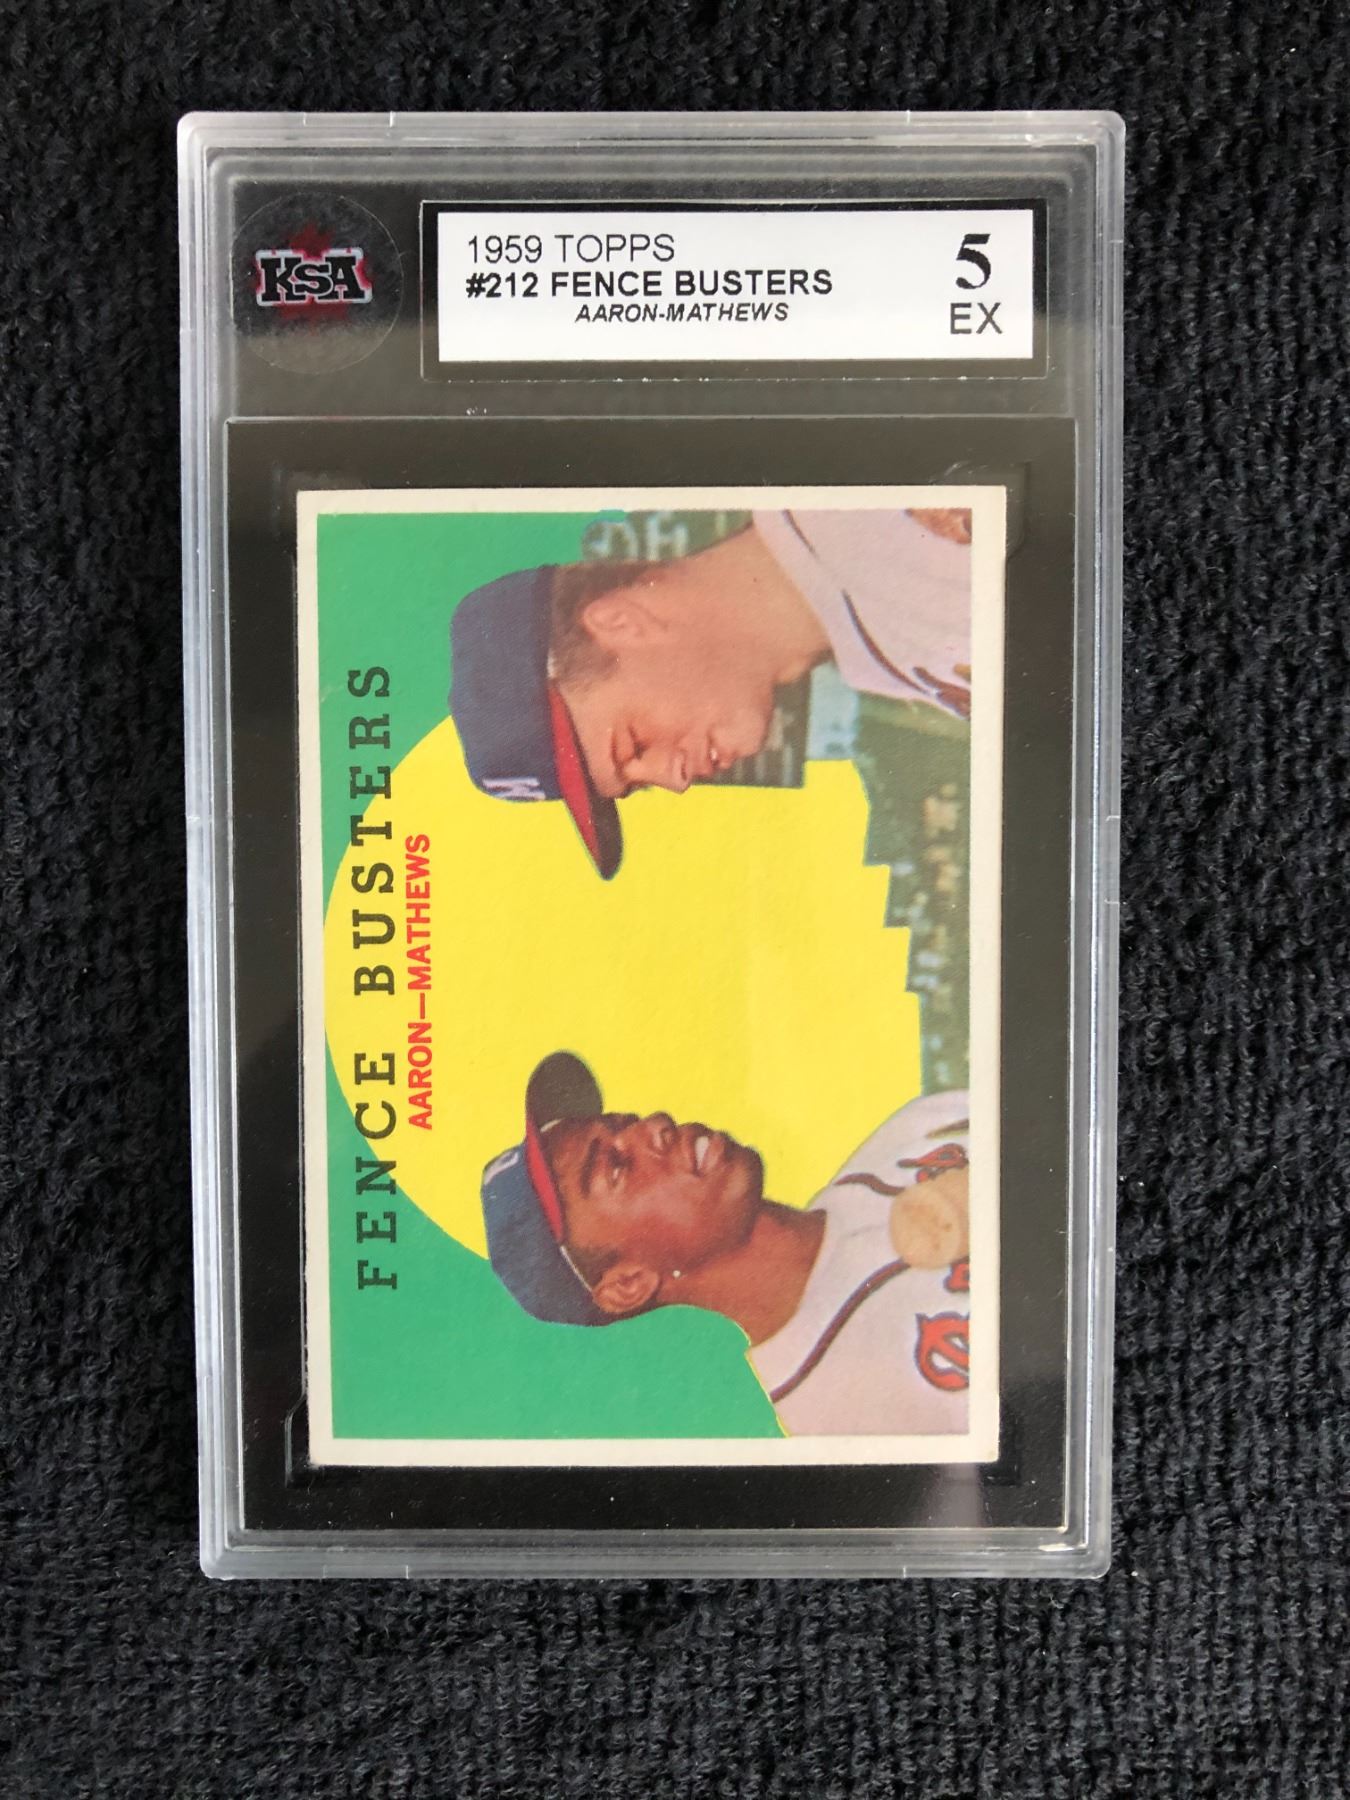 KSA
1959 TOPPS
#212 FENCE BUSTERS
AARON-MATHEWS
5
EX
FENCE BUSTERS
AARON—MATHEWS
M